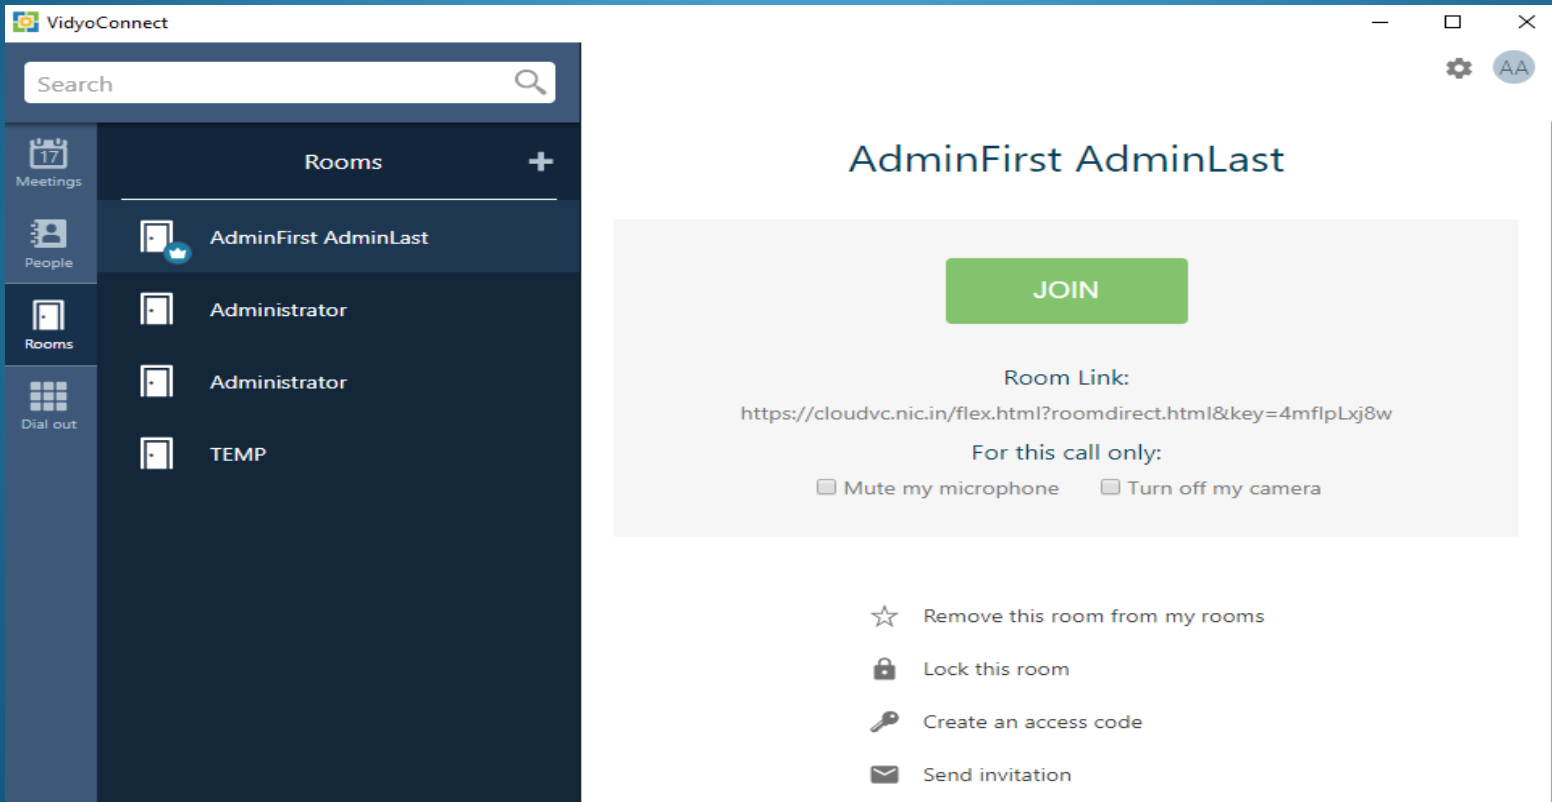 VidyoConnect
Search
AA
17
Meetings
People
Rooms
Dial out
Rooms
AdminFirst AdminLast
Administrator
Administrator
TEMP
AdminFirst AdminLast
JOIN
Room Link:
https://cloudvc.nic.in/flex.html?roomdirect.html&key=4mflpLxj8w
For this call only:
Mute my microphone Turn off my camera
Remove this room from my rooms
Lock this room
Create an access code
Send invitation